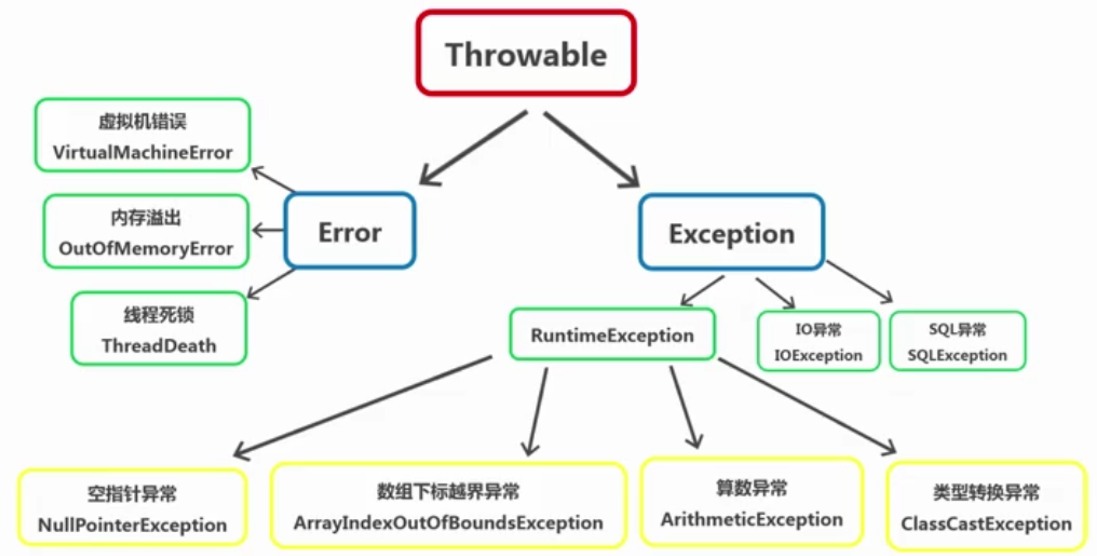 Throwable
虚拟机错误
VirtualMachineError
内存溢出
OutOfMemoryError
线程死锁
ThreadDeath
Error
Exception
RuntimeException
IO异常
IOException
SQL异常
SQLException
空指针异常
NullPointerException
数组下标越界异常
ArrayIndexOutOfBoundsException
算数异常
ArithmeticException
类型转换异常
ClassCastException